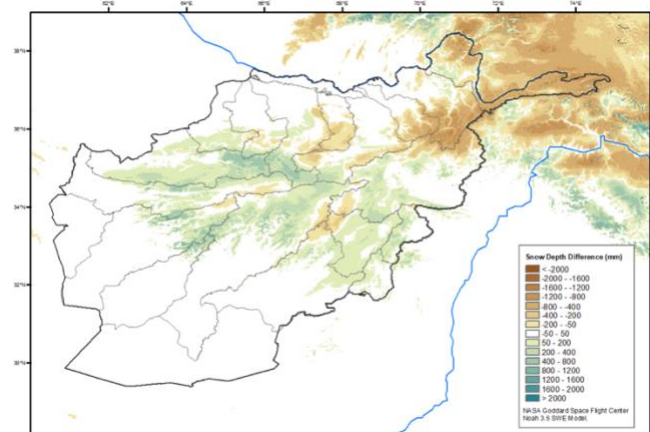 62°E 64°E 66°E 68°E 70°E 72°E 74°E
38°N
36°N
34°N
32°N
30°N
Snow Depth Difference (mm)
< -2000
-2000 - -1600
-1600 - -1200
-1200 - -800
-800 - -400
-400 - -200
-200 - -50
-50 - 50
50 - 200
200 - 400
400 - 800
800 - 1200
1200 - 1600
1600 - 2000
> 2000
NASA Goddard Space Flight Center
Noah 3.6 SWE Model.